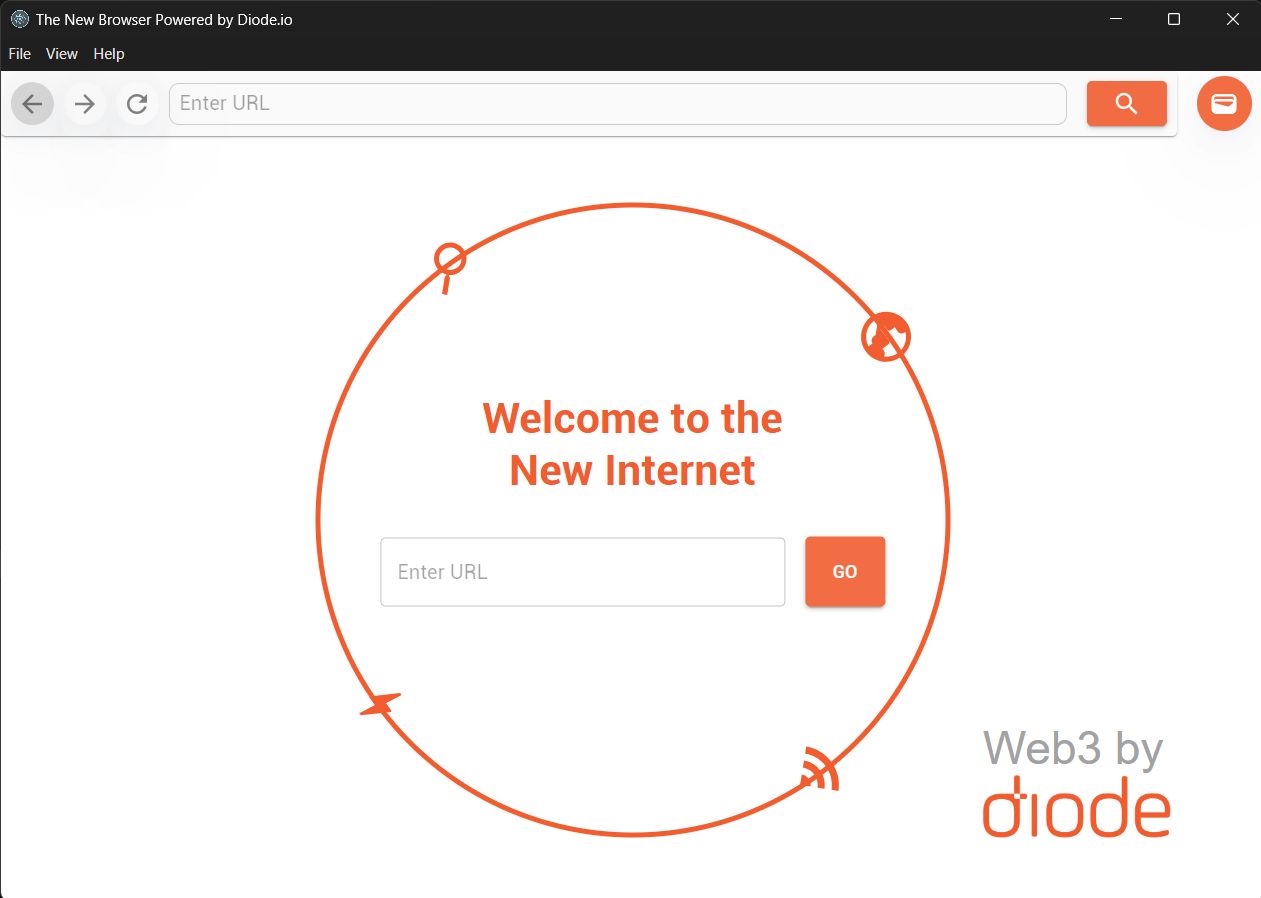 The New Browser Powered by Diode.io
File View Help
Enter URL
Welcome to the
New Internet
Enter URL
GO
Web3 by
diode